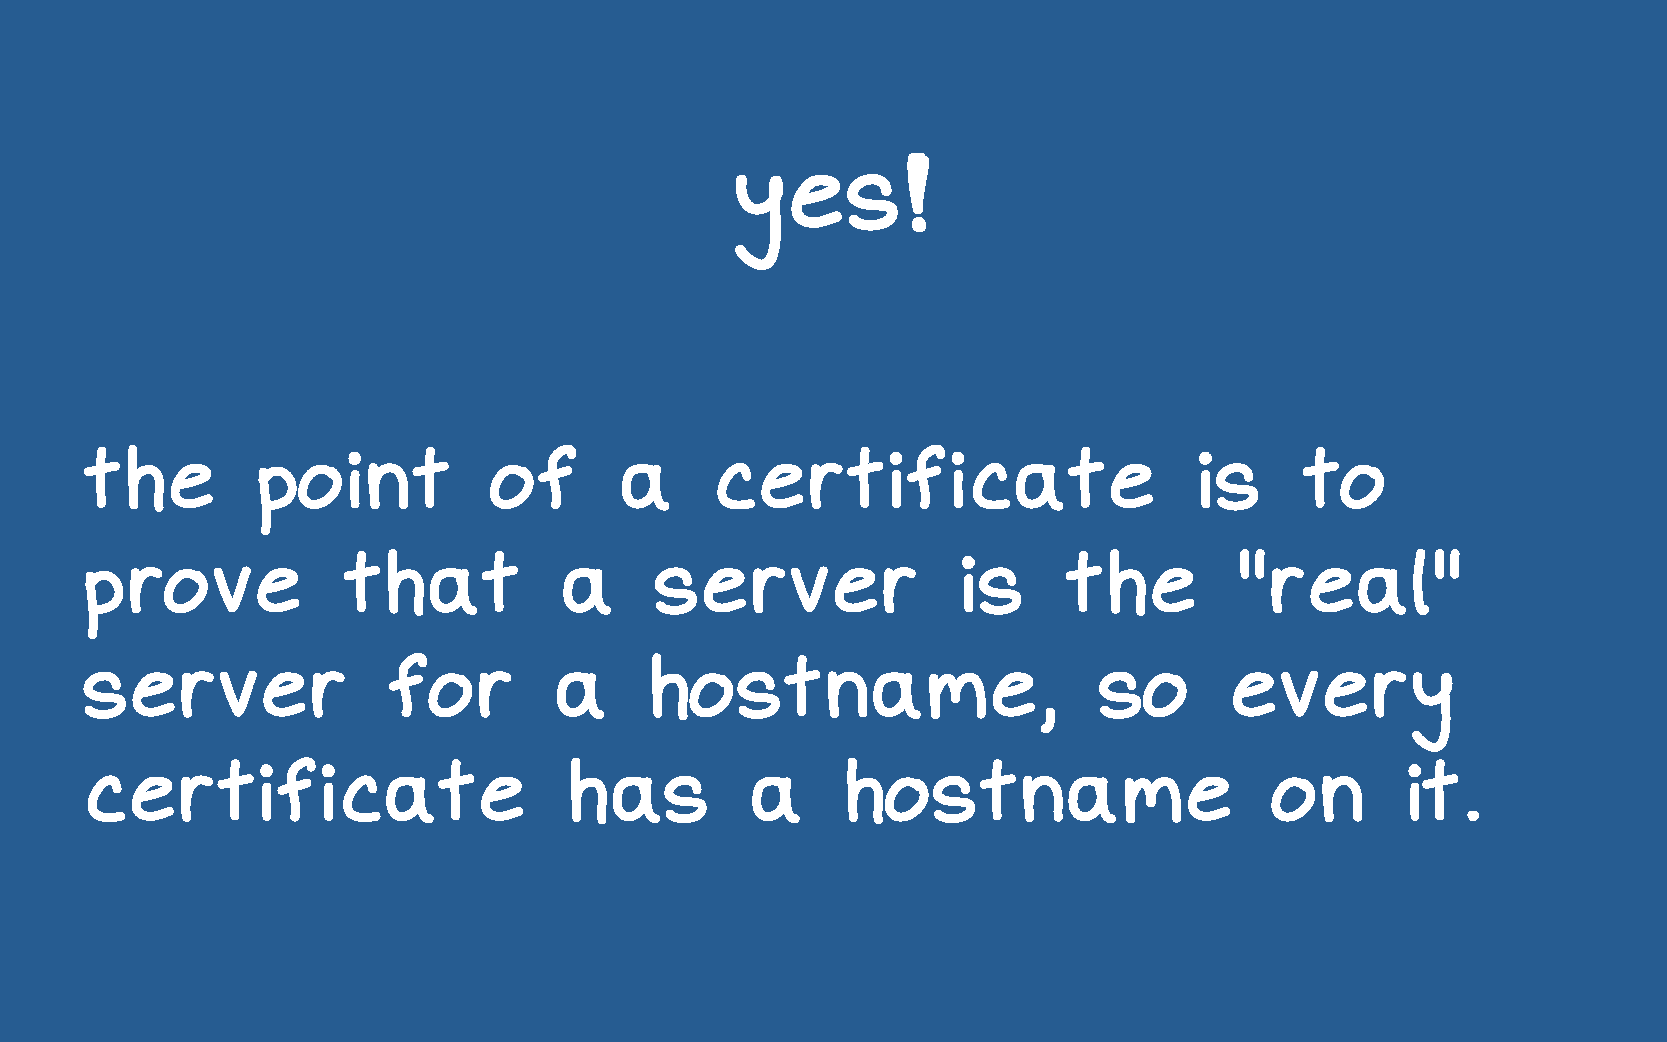 yes!
the point of a certificate is to
prove that a server is the "real"
server for a hostname, so every
certificate has a hostname on it.